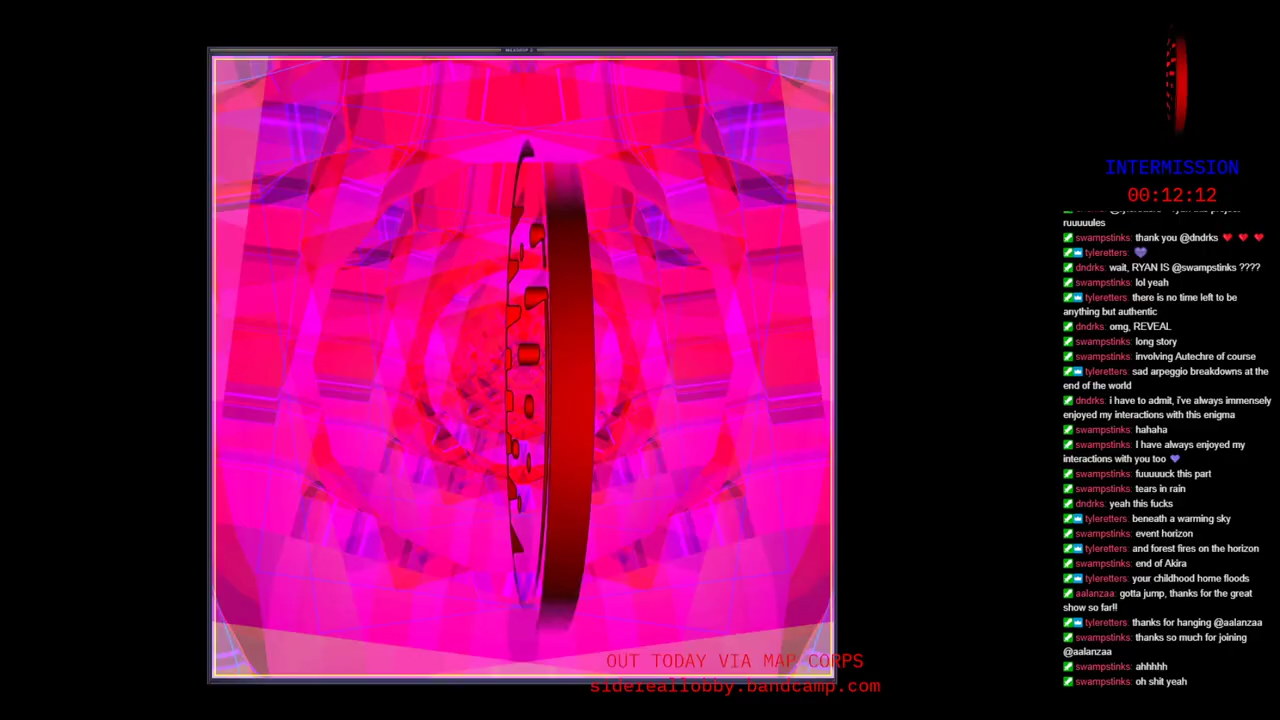 INTERMISSION
00:12:12
ruuuuules
swampstinks: thank you @dndrks
tyleretters:
dndrks: wait, RYAN IS @swampstinks ????
swampstinks: lol yeah
tyleretters: there is no time left to be
anything but authentic
dndrks: omg, REVEAL
swampstinks: long story
swampstinks: involving Autechre of course
tyleretters: sad arpeggio breakdowns at the
end of the world
dndrks: i have to admit, i've always immensely
enjoyed my interactions with this enigma
swampstinks: hahaha
swampstinks: I have always enjoyed my
interactions with you too
swampstinks: fuuuuuck this part
swampstinks: tears in rain
dndrks: yeah this fucks
tyleretters: beneath a warming sky
swampstinks: event horizon
tyleretters: and forest fires on the horizon
swampstinks: end of Akira
tyleretters: your childhood home floods
aalanzaa: gotta jump, thanks for the great
show so far!!
tyleretters: thanks for hanging @aalanzaa
swampstinks: thanks so much for joining
@aalanzaa
swampstinks: ahhhhh
swampstinks: oh shit yeah
OUT TODAY VIA MAP CORPS
sidereallobby.bandcamp.com